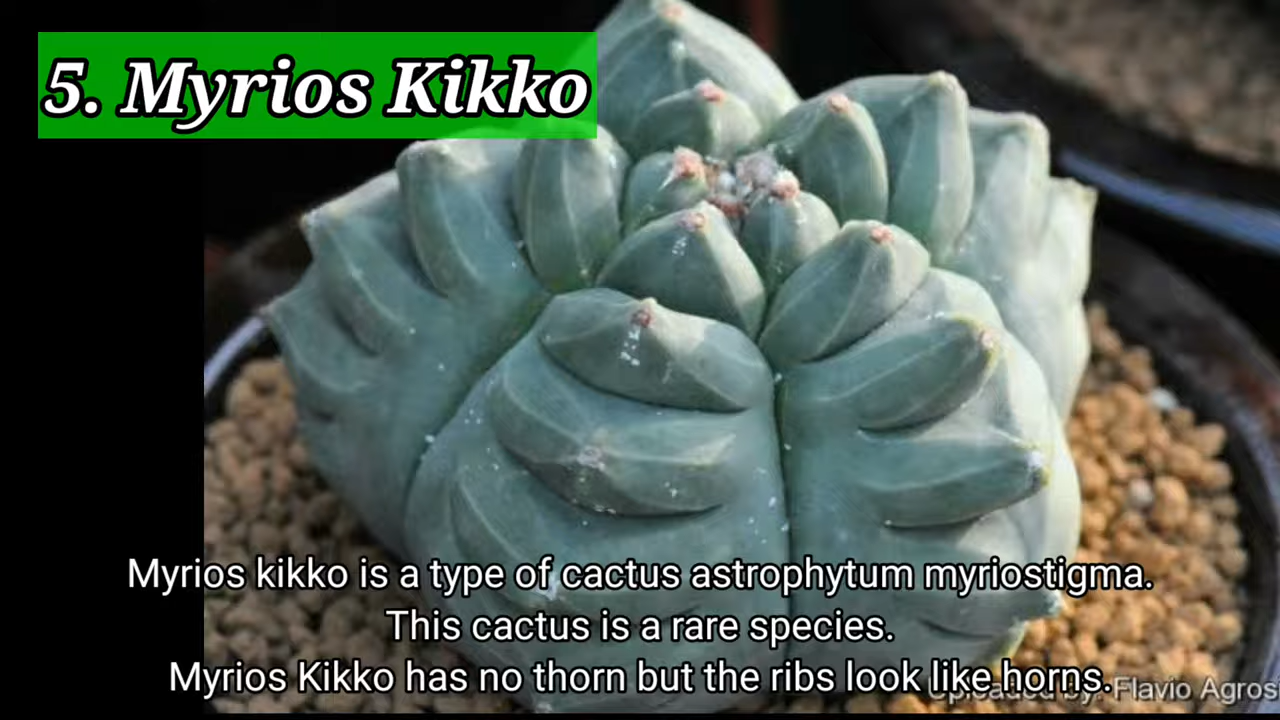 5. Myrios Kikko
Myrios kikko is a type of cactus astrophytum myriostigma.
This cactus is a rare species.
Myrios Kikko has no thorn but the ribs look like horns.
Uploaded by: Flavio Agrosi